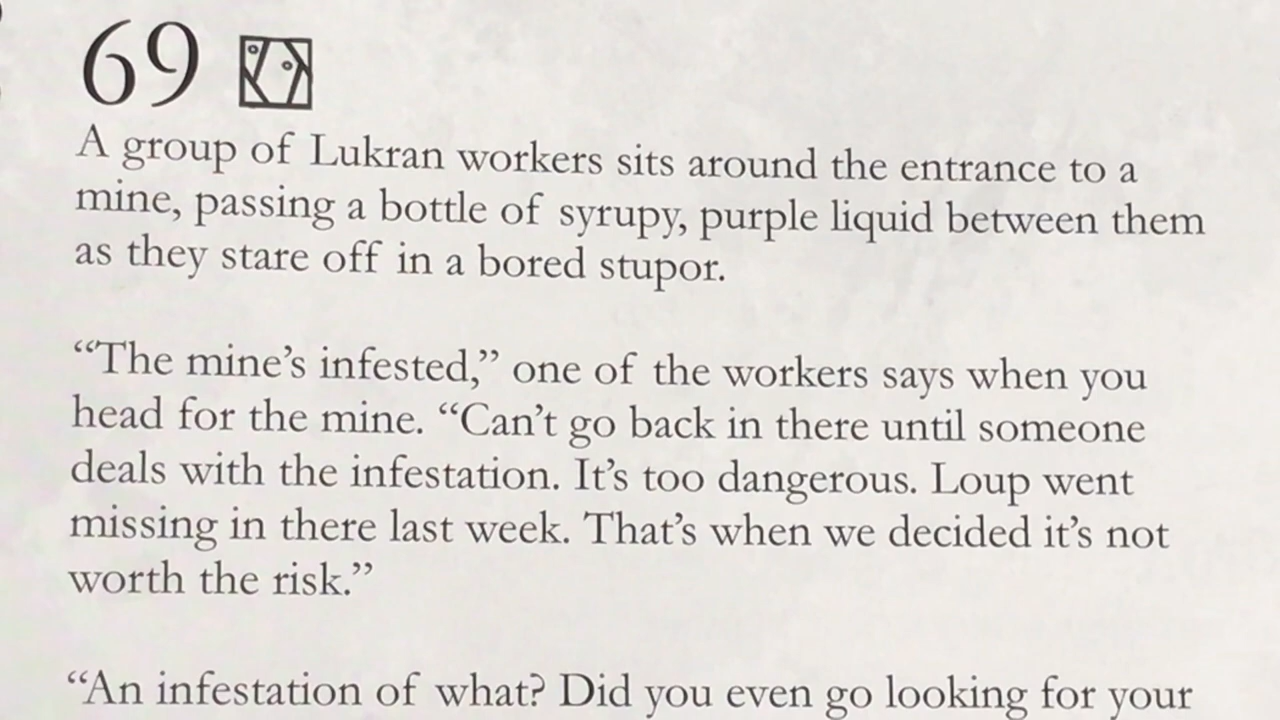 69
A group of Lukran workers sits around the entrance to a
mine, passing a bottle of syrupy, purple liquid between them
as they stare off in a bored stupor.
“The mine’s infested,” one of the workers says when you
head for the mine. “Can’t go back in there until someone
deals with the infestation. It’s too dangerous. Loup went
missing in there last week. That’s when we decided it’s not
worth the risk.”
“An infestation of what? Did you even go looking for your